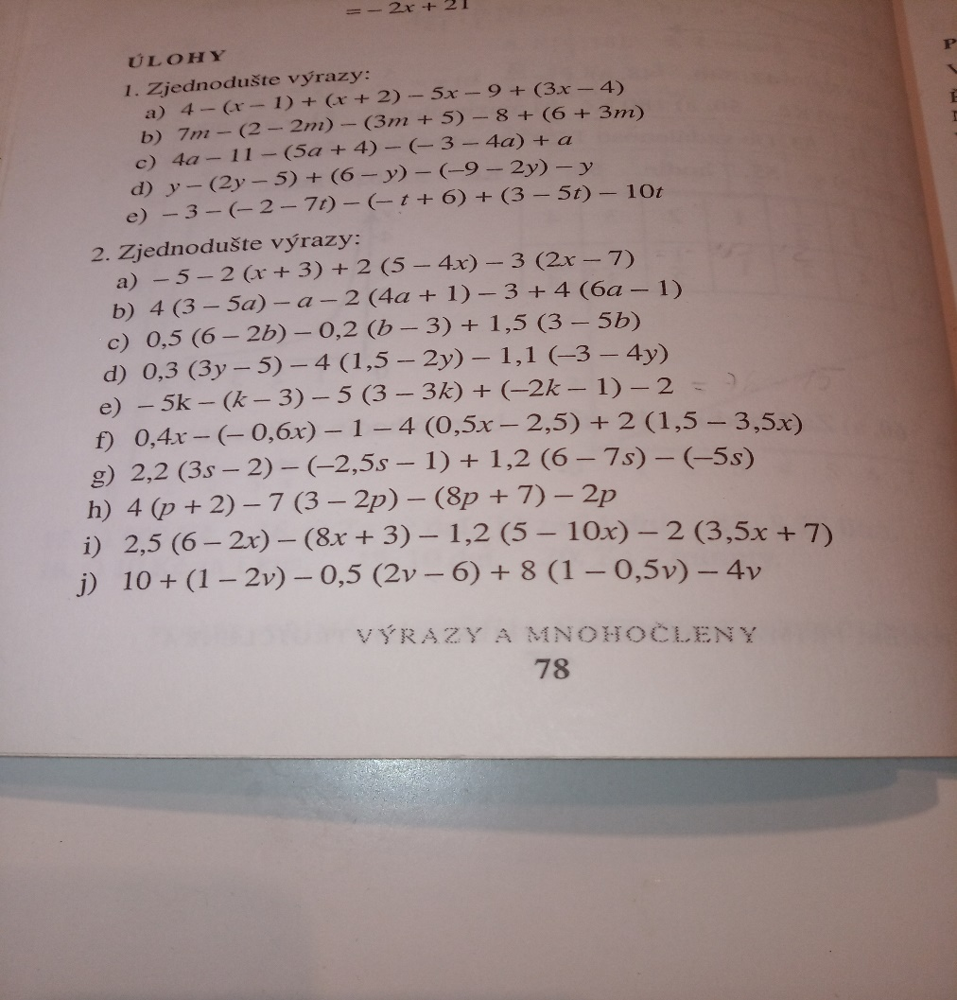 = – 2x + 21
ÚLOHY
1. Zjednodušte výrazy:
a) 4 – (x – 1) + (x + 2) – 5x – 9 + (3x – 4)
b) 7m – (2 – 2m) – (3m + 5) – 8 + (6 + 3m)
c) 4a – 11 – (5a + 4) – (– 3 – 4a) + a
d) y – (2y – 5) + (6 – y) – (–9 – 2y) – y
e) – 3 – (– 2 – 7t) – (– t + 6) + (3 – 5t) – 10t
2. Zjednodušte výrazy:
a) – 5 – 2 (x + 3) + 2 (5 – 4x) – 3 (2x – 7)
b) 4 (3 – 5a) – a – 2 (4a + 1) – 3 + 4 (6a – 1)
c) 0,5 (6 – 2b) – 0,2 (b – 3) + 1,5 (3 – 5b)
d) 0,3 (3y – 5) – 4 (1,5 – 2y) – 1,1 (–3 – 4y)
e) – 5k – (k – 3) – 5 (3 – 3k) + (–2k – 1) – 2 =
f) 0,4x – (– 0,6x) – 1 – 4 (0,5x – 2,5) + 2 (1,5 – 3,5x)
g) 2,2 (3s – 2) – (–2,5s – 1) + 1,2 (6 – 7s) – (–5s)
h) 4 (p + 2) – 7 (3 – 2p) – (8p + 7) – 2p
i) 2,5 (6 – 2x) – (8x + 3) – 1,2 (5 – 10x) – 2 (3,5x + 7)
j) 10 + (1 – 2v) – 0,5 (2v – 6) + 8 (1 – 0,5v) – 4v
VÝRAZY A MNOHOČLENY
78
P